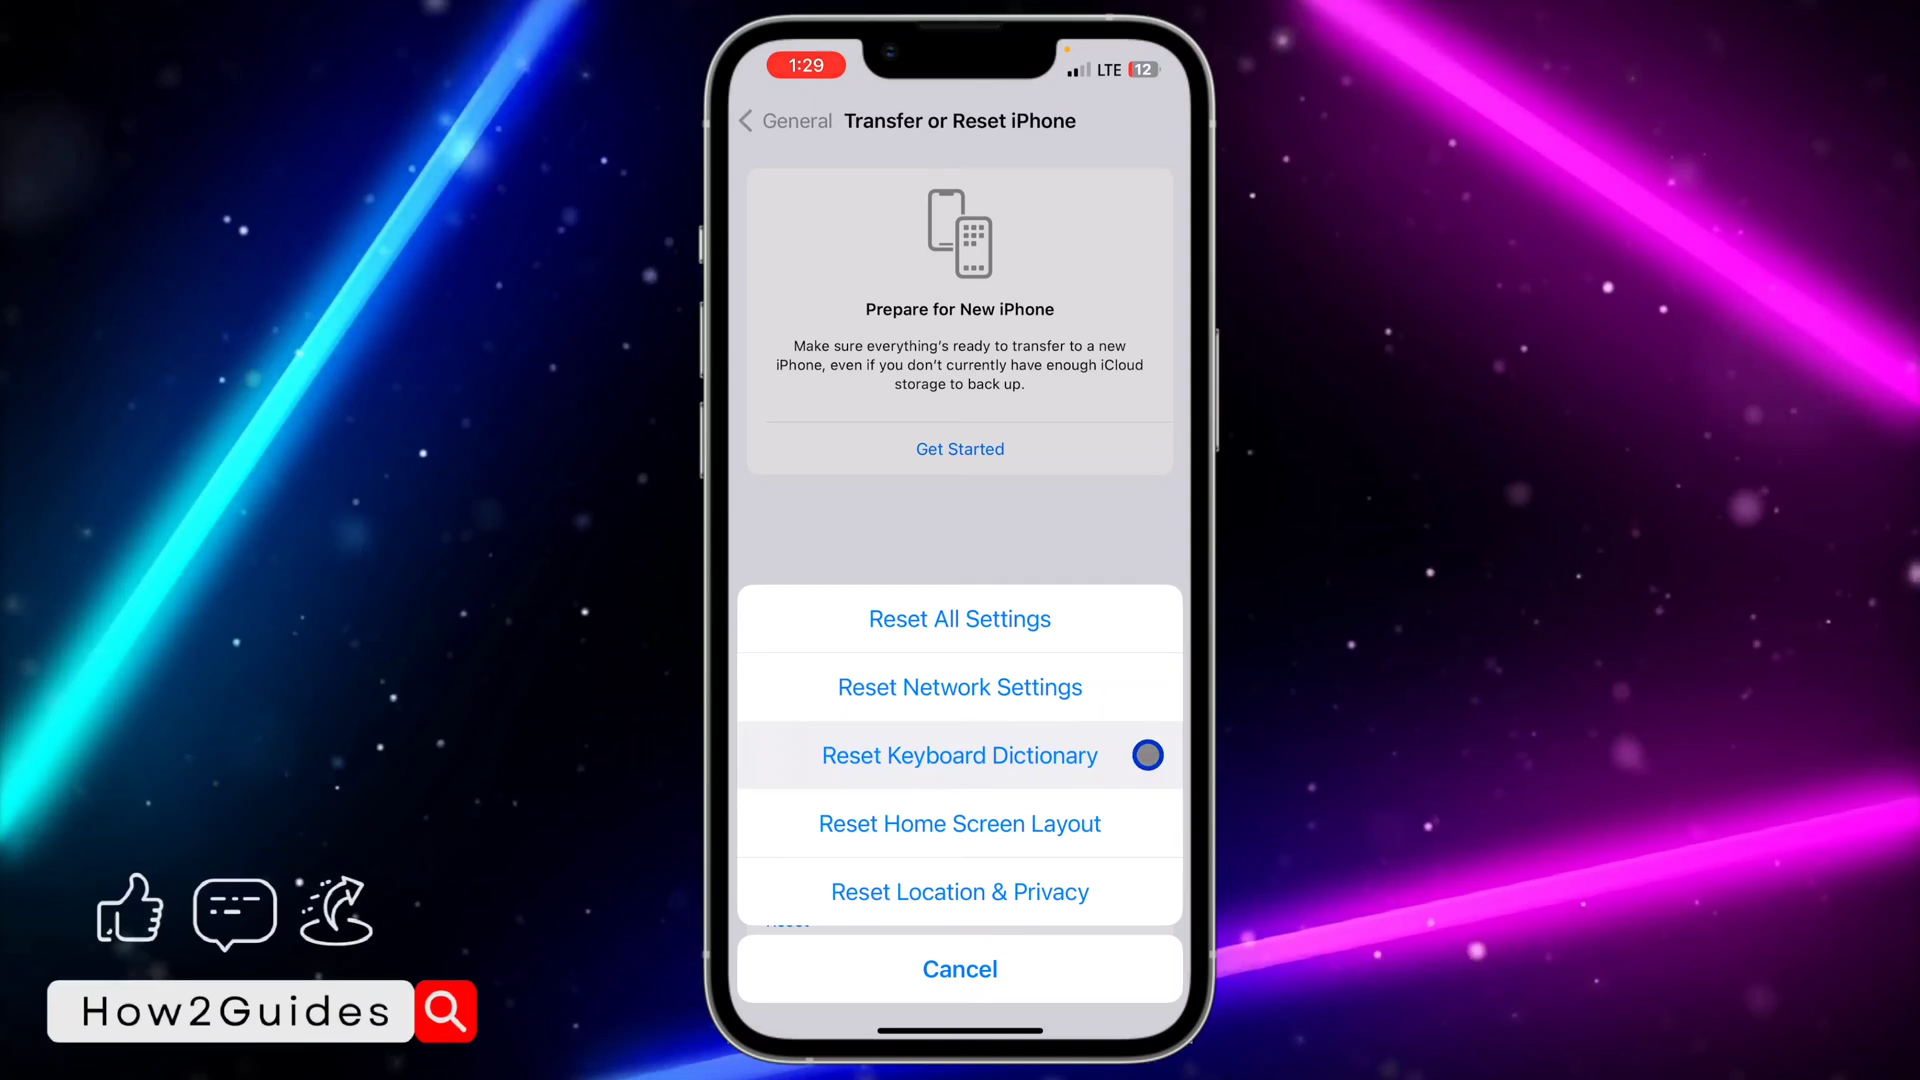 1:29
LTE 12
General Transfer or Reset iPhone
Prepare for New iPhone
Make sure everything's ready to transfer to a new
iPhone, even if you don't currently have enough iCloud
storage to back up.
Get Started
Reset All Settings
Reset Network Settings
Reset Keyboard Dictionary
Reset Home Screen Layout
Reset Location & Privacy
Cancel
How2Guides